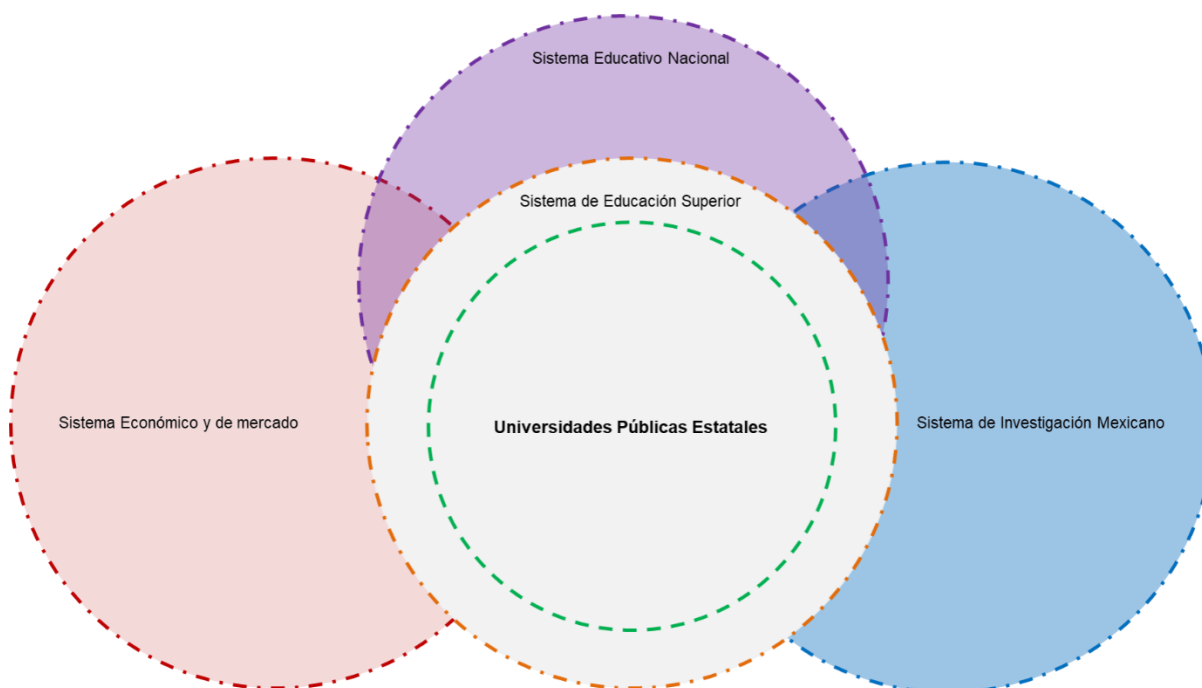 Sistema Educativo Nacional
Sistema de Educación Superior
Sistema Económico y de mercado
Universidades Públicas Estatales
Sistema de Investigación Mexicano